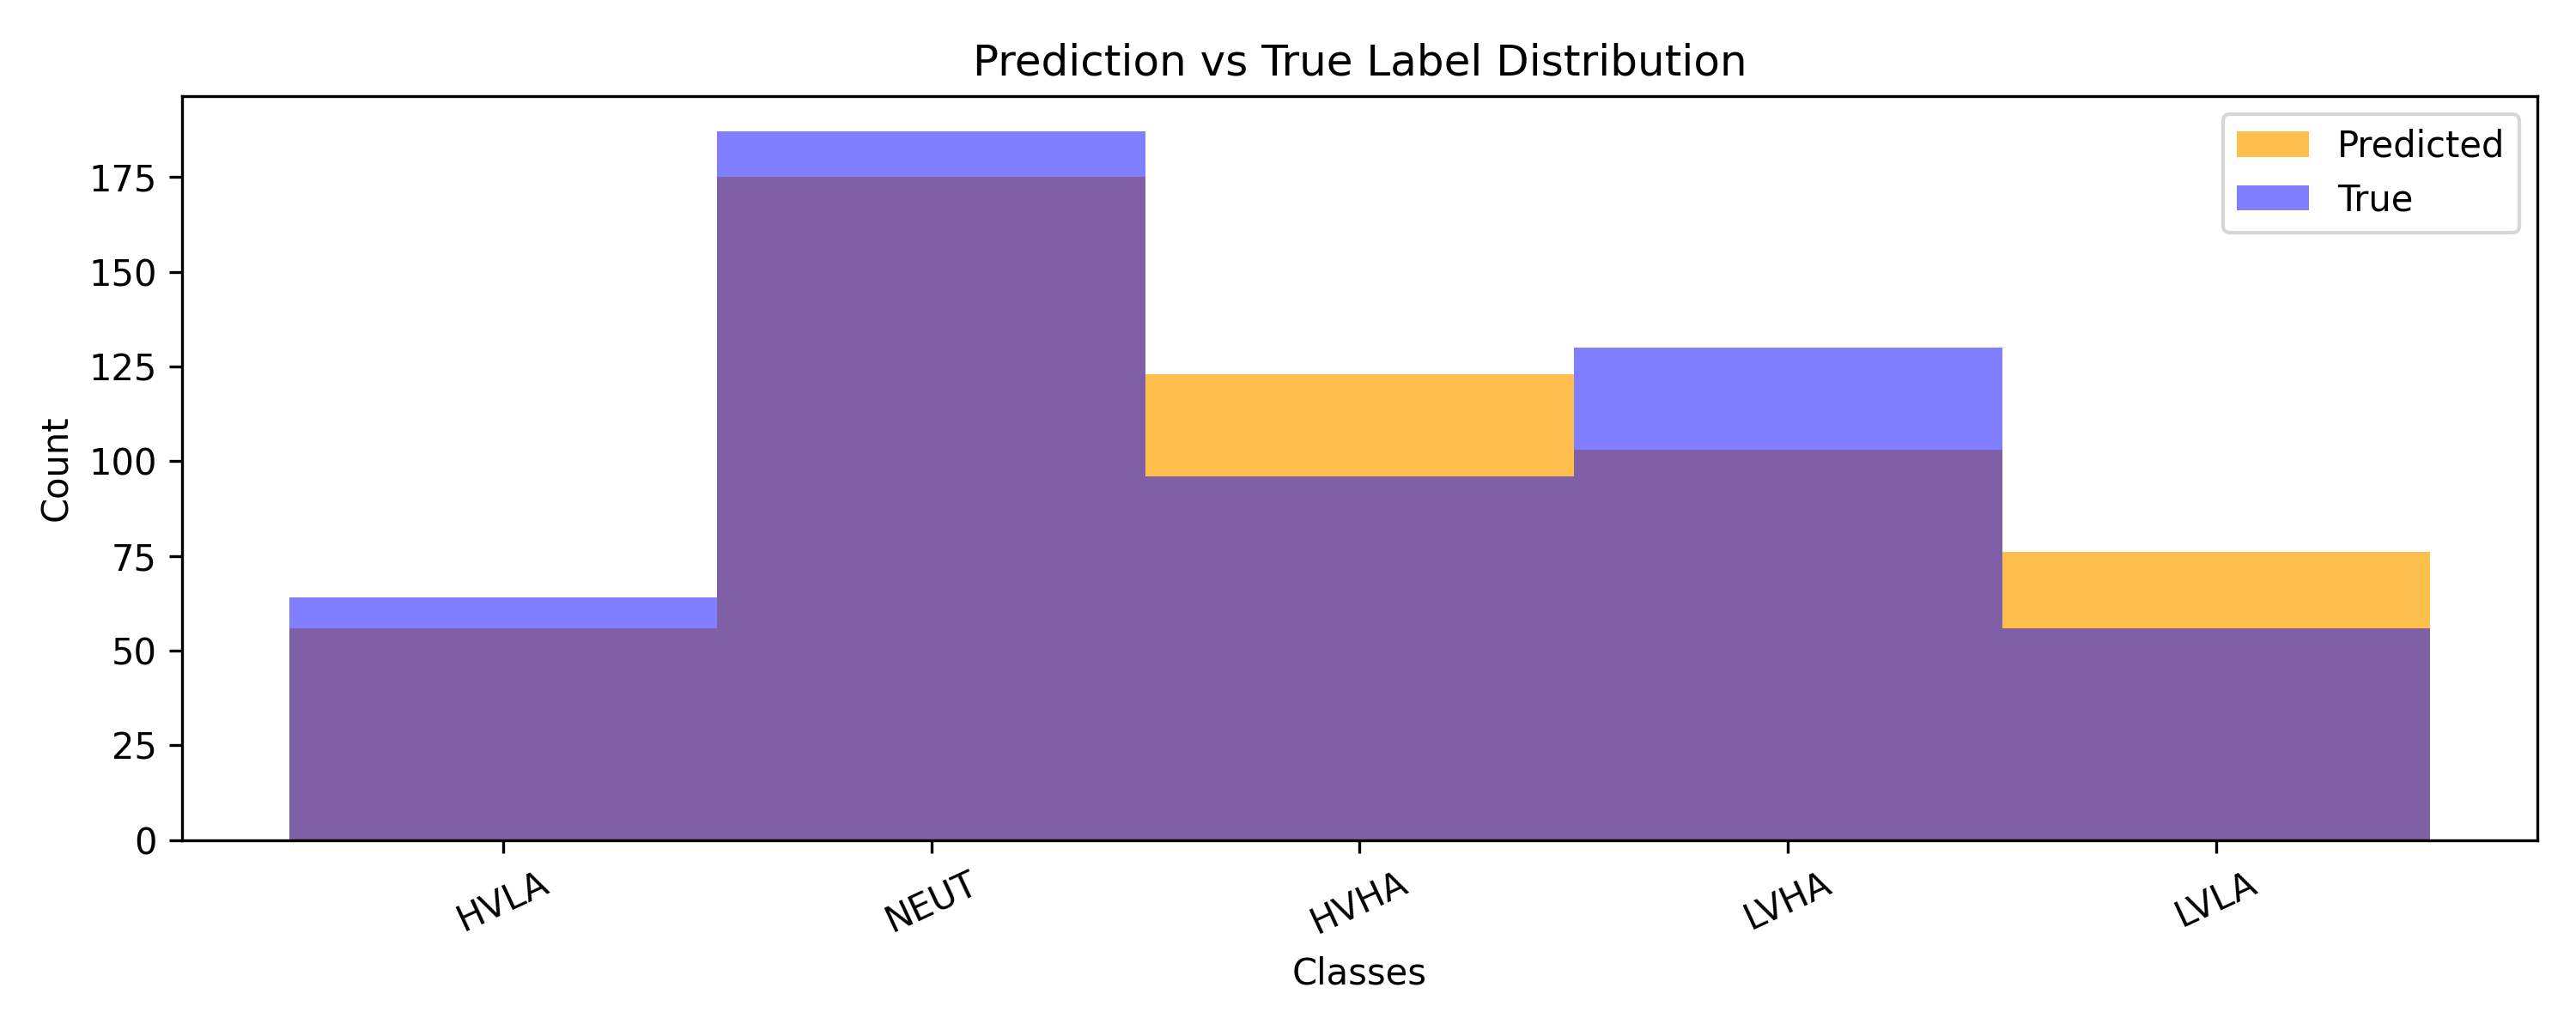 Prediction vs True Label Distribution
Predicted
True
175
150
125
100
75
50
25
0
Count
HVLA
NEUT
HVHA
LVHA
LVLA
Classes